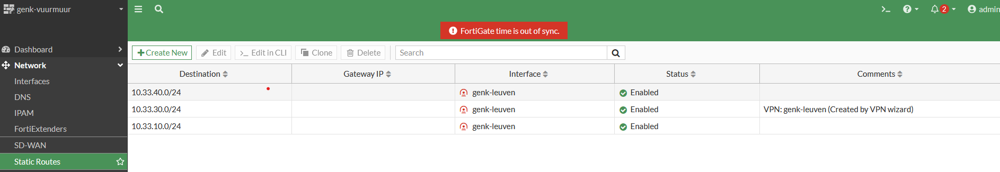 genk-vuurmuur
2
admin
FortiGate time is out of sync.
Dashboard
Network
Interfaces
DNS
IPAM
FortiExtenders
SD-WAN
Static Routes
Create New Edit Edit in CLI Clone Delete Search
Destination Gateway IP Interface Status Comments
10.33.40.0/24 genk-leuven Enabled
10.33.30.0/24 genk-leuven Enabled VPN: genk-leuven (Created by VPN wizard)
10.33.10.0/24 genk-leuven Enabled